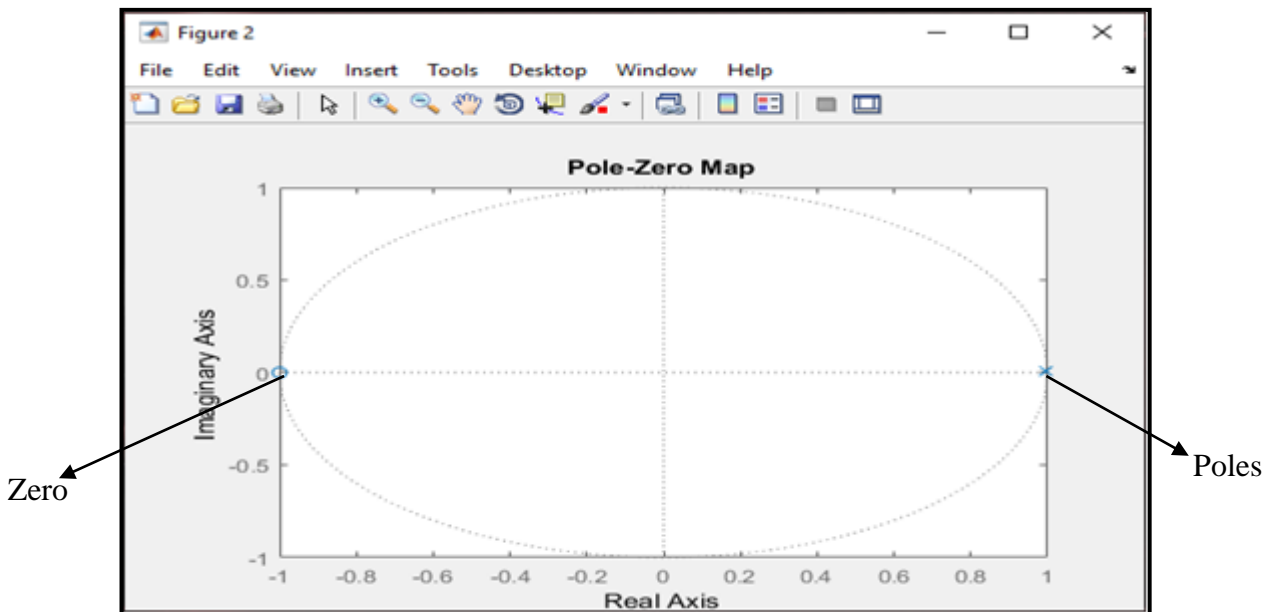 Figure 2
File Edit View Insert Tools Desktop Window Help
Pole-Zero Map
1
0.5
0
-0.5
-1
Imaginary Axis
Zero
Poles
-1 -0.8 -0.6 -0.4 -0.2 0 0.2 0.4 0.6 0.8 1
Real Axis